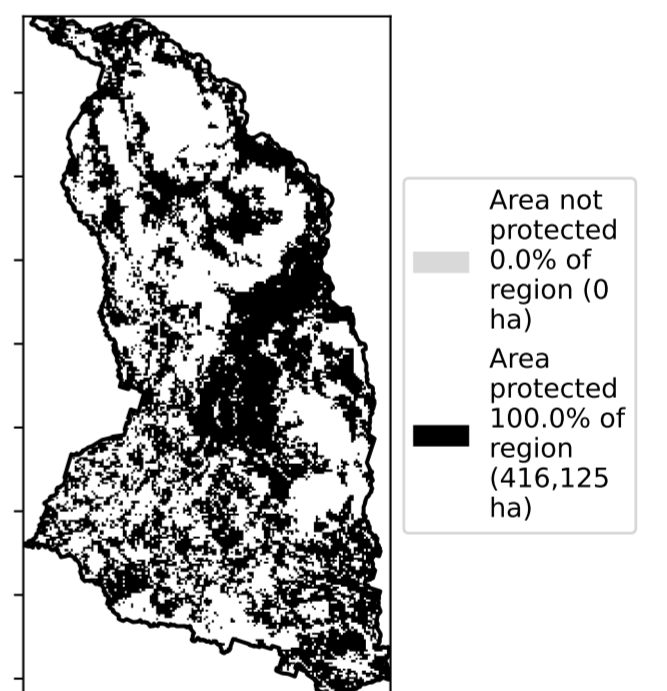 Area not
protected
0.0% of
region (0
ha)
Area
protected
100.0% of
region
(416,125
ha)